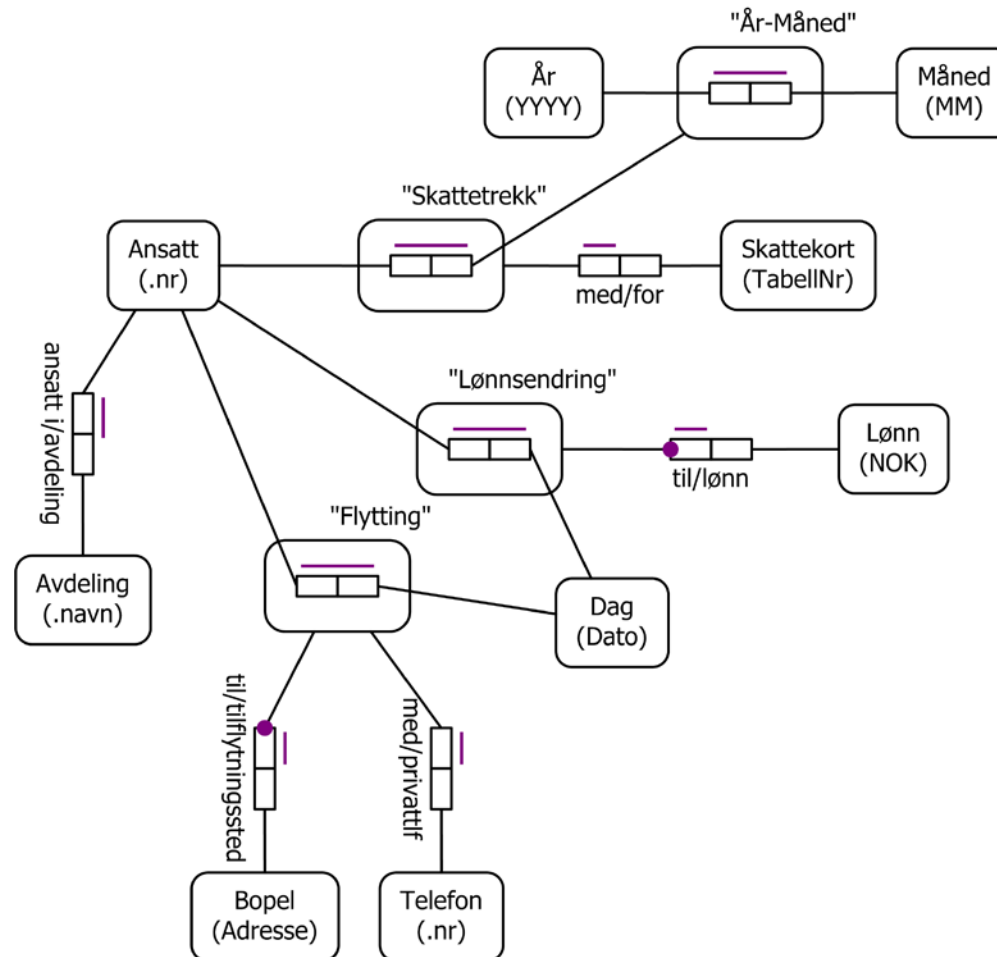 "År-Måned"
År
(YYYY)
Måned
(MM)
"Skattetrekk"
Ansatt
(.nr)
Skattekort
(TabellNr)
med/for
ansatt i/avdeling
"Lønnsendring"
Lønn
(NOK)
til/lønn
"Flytting"
Avdeling
(.navn)
Dag
(Dato)
til/tilflytningssted
med/privattlf
Bopel
(Adresse)
Telefon
(.nr)